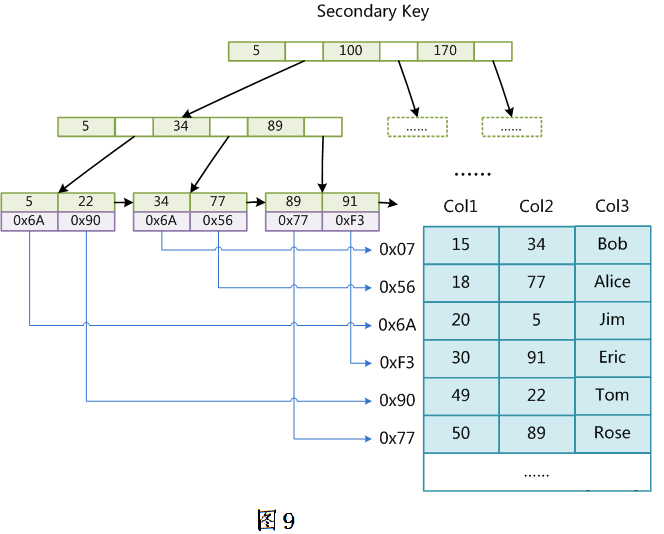 Secondary Key
5 100 170
5 34 89
...... ......
......
5 22 34 77 89 91
0x6A 0x90 0x6A 0x56 0x77 0xF3
Col1 Col2 Col3
0x07 15 34 Bob
0x56 18 77 Alice
0x6A 20 5 Jim
0xF3 30 91 Eric
0x90 49 22 Tom
0x77 50 89 Rose
......
图 9